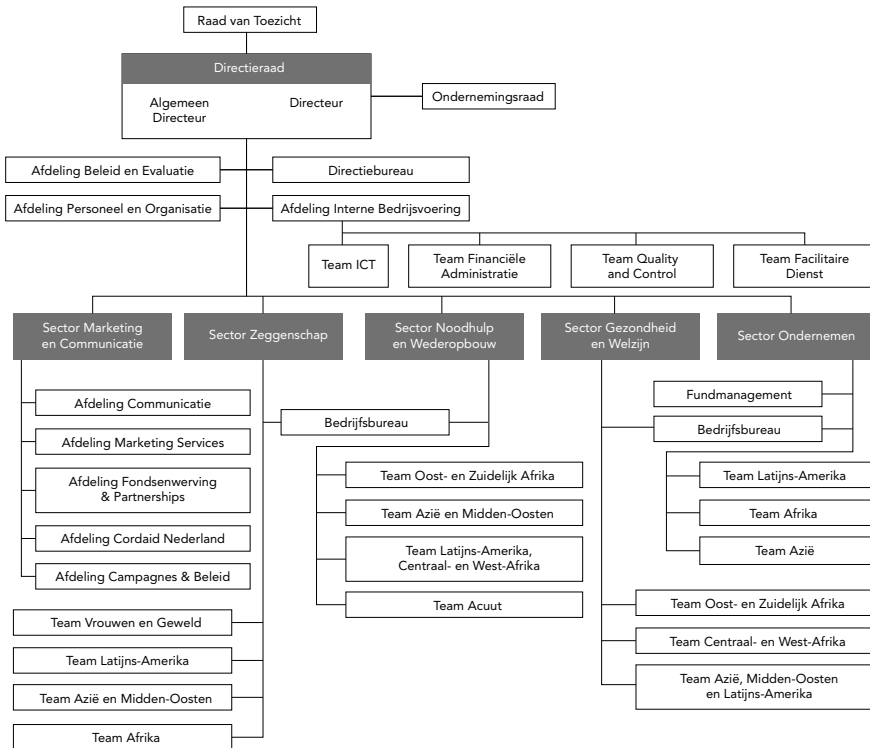 Raad van Toezicht
Directieraad
Algemeen
Directeur
Directeur
Ondernemingsraad
Afdeling Beleid en Evaluatie
Directiebureau
Afdeling Personeel en Organisatie
Afdeling Interne Bedrijsvoering
Team ICT
Team Financiële
Administratie
Team Quality
and Control
Team Facilitaire
Dienst
Sector Marketing
en Communicatie
Sector Zeggenschap
Sector Noodhulp
en Wederopbouw
Sector Gezondheid
en Welzijn
Sector Ondernemen
Afdeling Communicatie
Afdeling Marketing Services
Afdeling Fondsenwerving
& Partnerships
Afdeling Cordaid Nederland
Afdeling Campagnes & Beleid
Team Vrouwen en Geweld
Team Latijns-Amerika
Team Azië en Midden-Oosten
Team Afrika
Bedrijfsbureau
Team Oost- en Zuidelijk Afrika
Team Azië en Midden-Oosten
Team Latijns-Amerika,
Centraal- en West-Afrika
Team Acuut
Fundmanagement
Bedrijfsbureau
Team Latijns-Amerika
Team Afrika
Team Azië
Team Oost- en Zuidelijk Afrika
Team Centraal- en West-Afrika
Team Azië, Midden-Oosten
en Latijns-Amerika